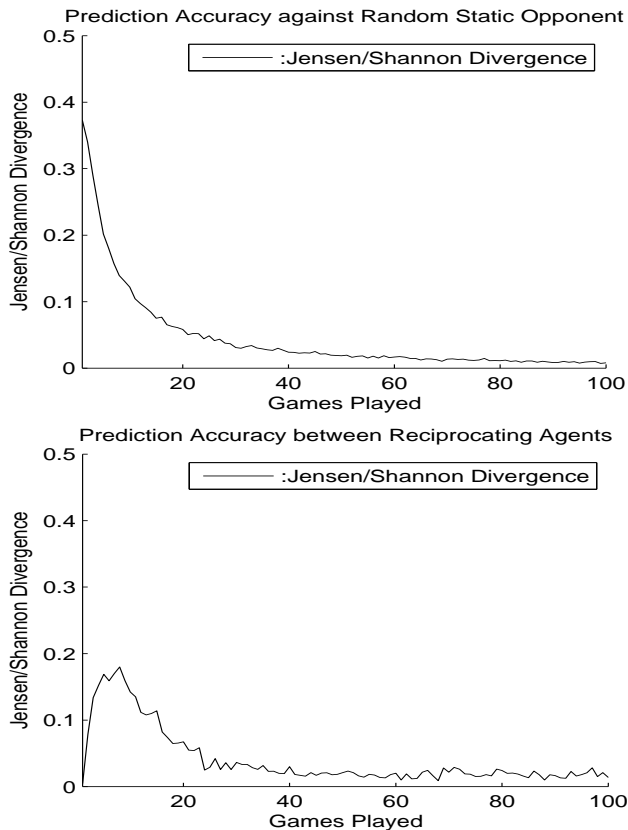 Prediction Accuracy against Random Static Opponent
0.5
:Jensen/Shannon Divergence
0.4
0.3
0.2
0.1
0
Jensen/Shannon Divergence
20 40 60 80 100
Games Played
Prediction Accuracy between Reciprocating Agents
0.5
:Jensen/Shannon Divergence
0.4
0.3
0.2
0.1
0
Jensen/Shannon Divergence
20 40 60 80 100
Games Played